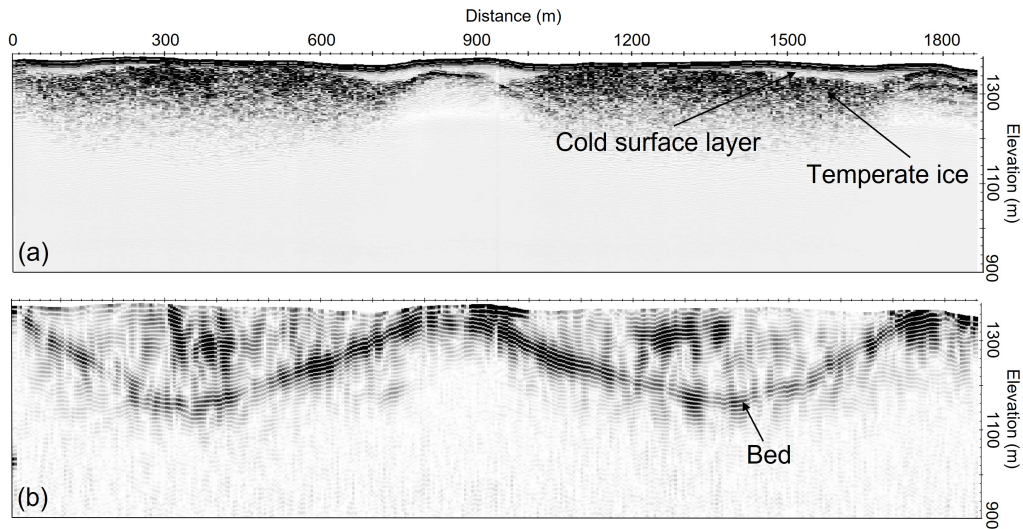 Distance (m)
0 300 600 900 1200 1500 1800
1300
Cold surface layer
Temperate ice
1100
Elevation (m)
900
(a)
1300
Bed
1100
Elevation (m)
900
(b)